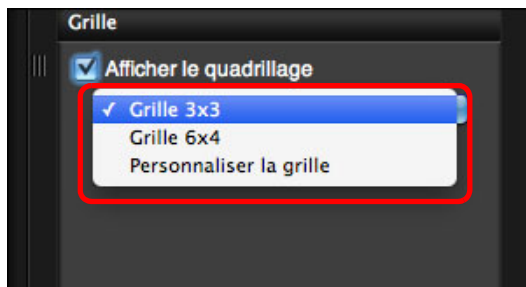 Grille
Afficher le quadrillage
Grille 3x3
Grille 6x4
Personnaliser la grille